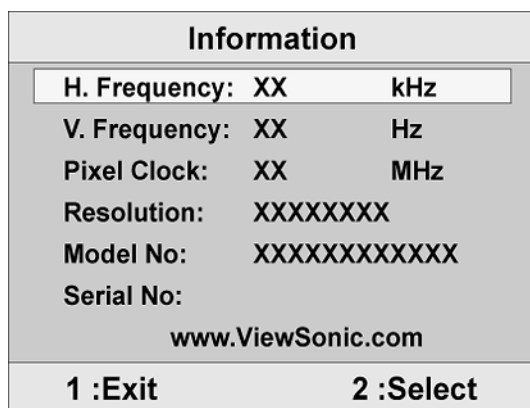 Information
H. Frequency: XX kHz
V. Frequency: XX Hz
Pixel Clock: XX MHz
Resolution: XXXXXXXX
Model No: XXXXXXXXXXXX
Serial No:
www.ViewSonic.com
1 :Exit 2 :Select